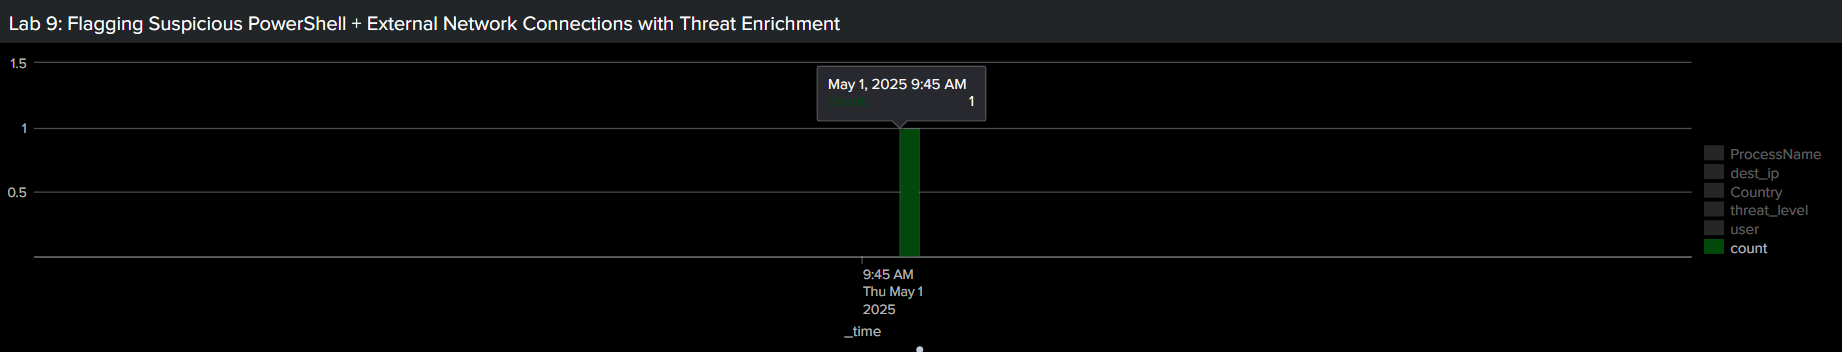 Lab 9: Flagging Suspicious PowerShell + External Network Connections with Threat Enrichment
1.5
1
0.5
May 1, 2025 9:45 AM
count 1
9:45 AM
Thu May 1
2025
_time
ProcessName
dest_ip
Country
threat_level
user
count